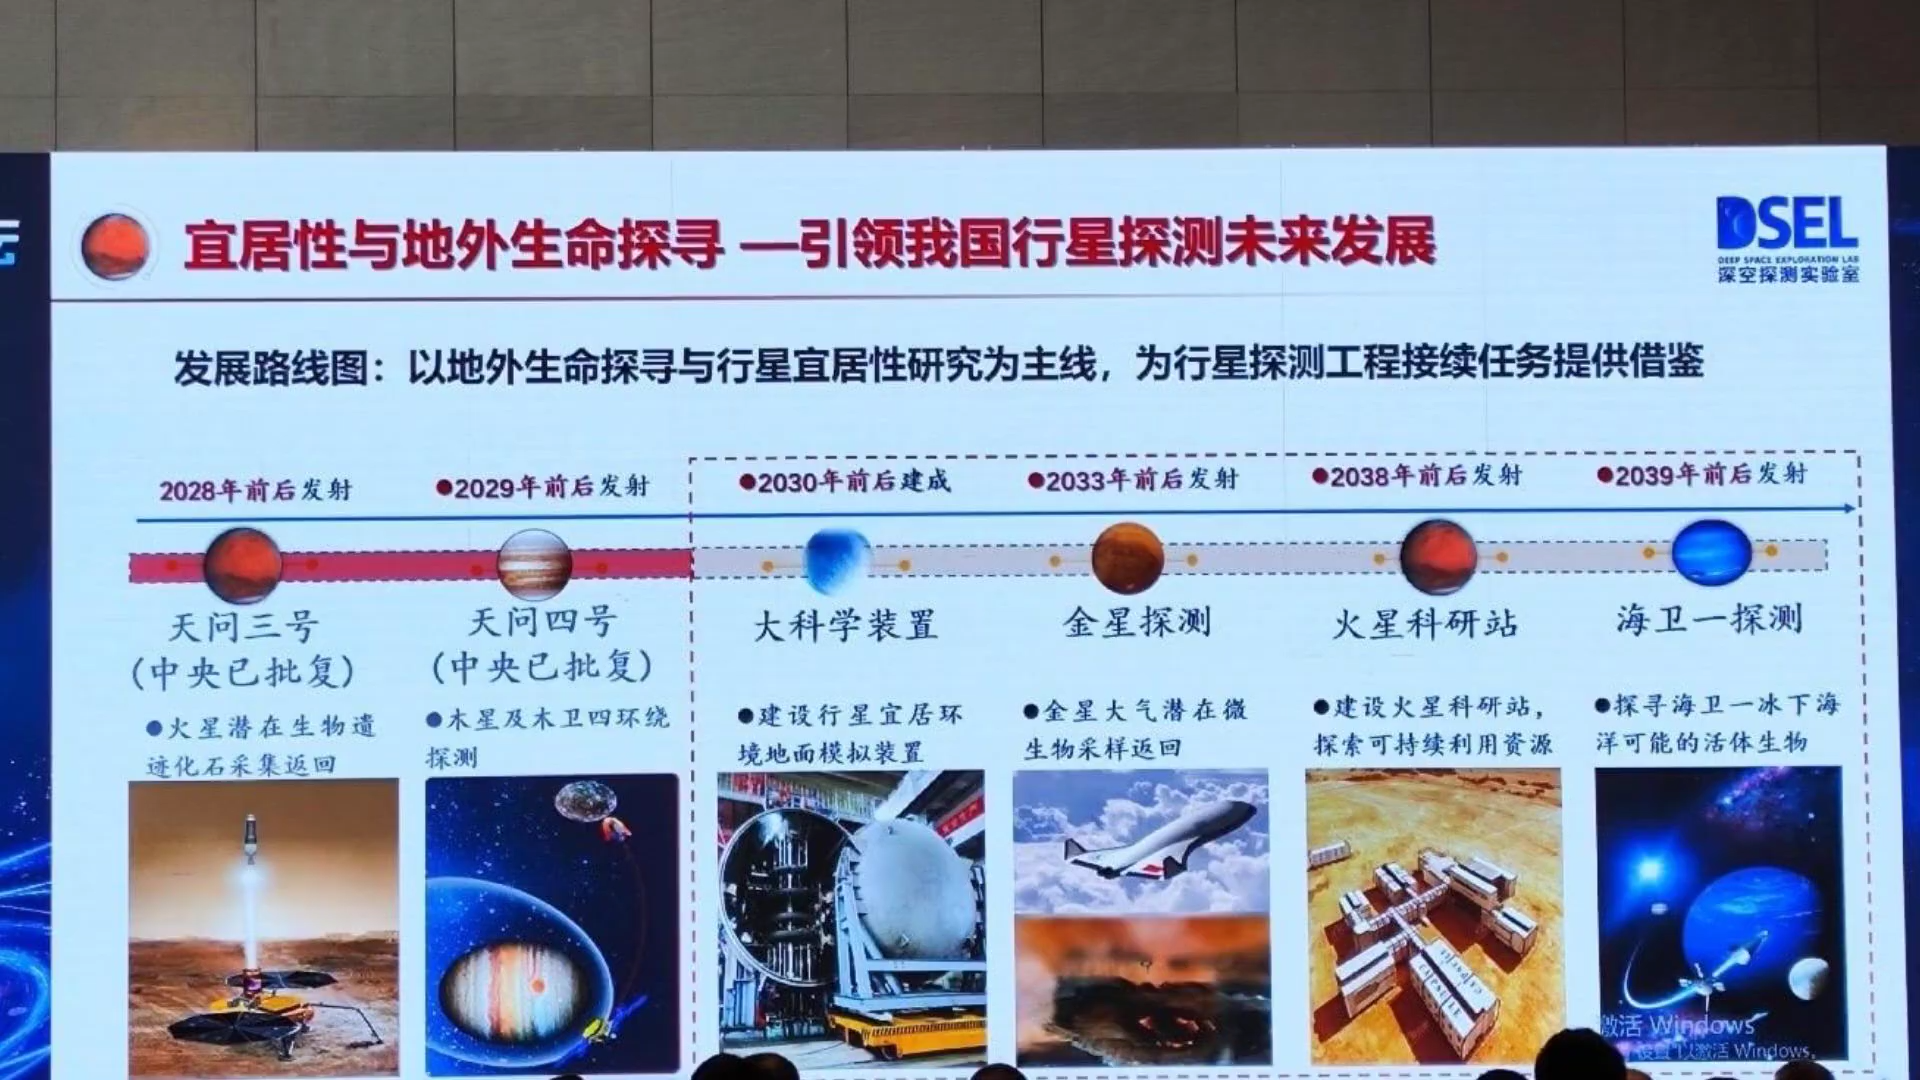 宜居性与地外生命探寻 —引领我国行星探测未来发展
DSEL
DEEP SPACE EXPLORATION LAB
深空探测实验室
发展路线图：以地外生命探寻与行星宜居性研究为主线，为行星探测工程接续任务提供借鉴
2028年前后发射
●2029年前后发射
●2030年前后建成
●2033年前后发射
●2038年前后发射
●2039年前后发射
天问三号
（中央已批复）
天问四号
（中央已批复）
大科学装置
金星探测
火星科研站
海卫一探测
●火星潜在生物遗
迹化石采集返回
●木星及木卫四环绕
探测
●建设行星宜居环
境地面模拟装置
●金星大气潜在微
生物采样返回
●建设火星科研站，
探索可持续利用资源
●探寻海卫一冰下海
洋可能的活体生物
激活 Windows
以激活 Windows。